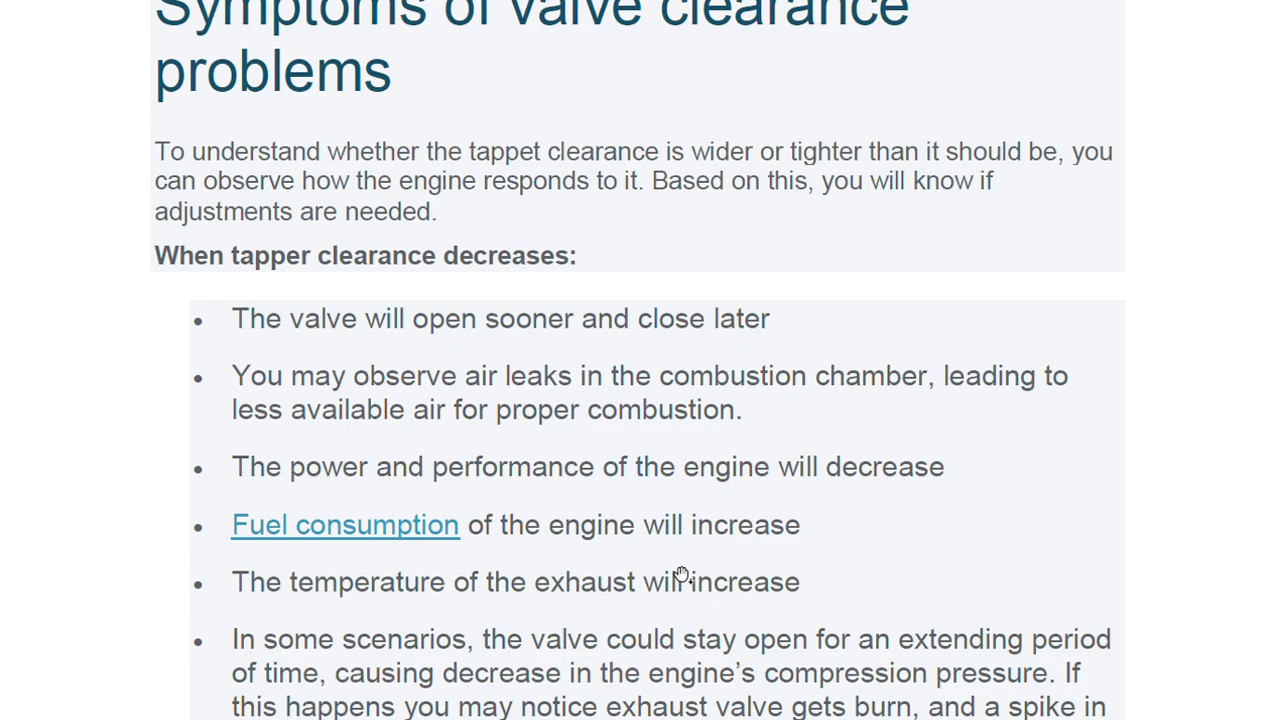 Symptoms of valve clearance
problems
To understand whether the tappet clearance is wider or tighter than it should be, you
can observe how the engine responds to it. Based on this, you will know if
adjustments are needed.
When tapper clearance decreases:
• The valve will open sooner and close later
• You may observe air leaks in the combustion chamber, leading to
less available air for proper combustion.
• The power and performance of the engine will decrease
• Fuel consumption of the engine will increase
• The temperature of the exhaust will increase
• In some scenarios, the valve could stay open for an extending period
of time, causing decrease in the engine’s compression pressure. If
this happens you may notice exhaust valve gets burn, and a spike in